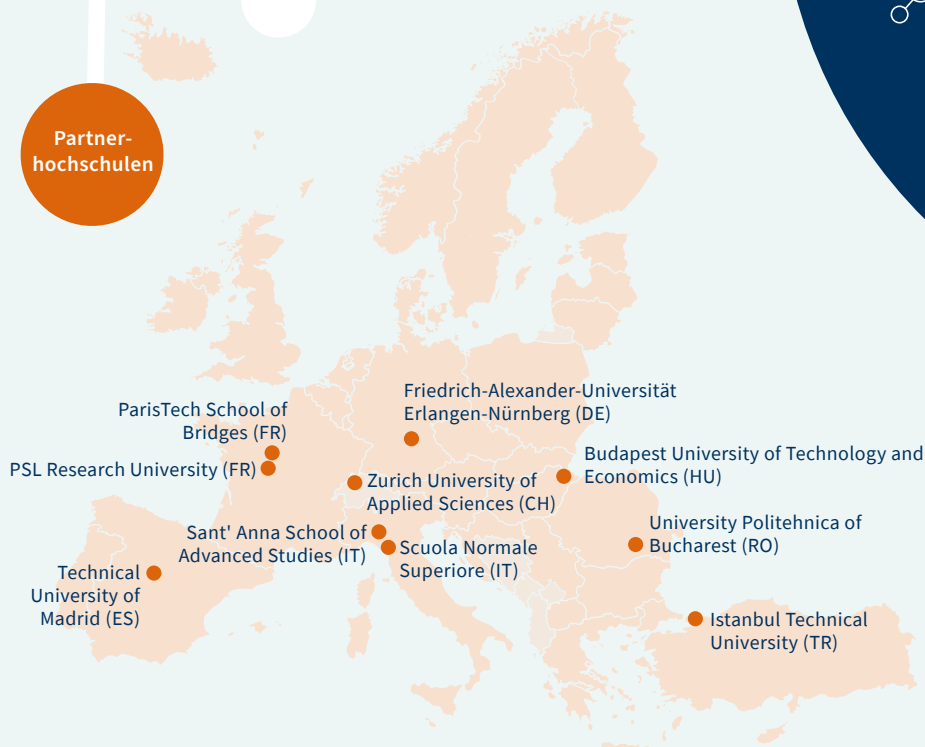 Partner-
hochschulen
Friedrich-Alexander-Universität
Erlangen-Nürnberg (DE)
ParisTech School of
Bridges (FR)
PSL Research University (FR)
Budapest University of Technology and
Economics (HU)
Zurich University of
Applied Sciences (CH)
Sant' Anna School of
Advanced Studies (IT)
Scuola Normale
Superiore (IT)
University Politehnica of
Bucharest (RO)
Technical
University of
Madrid (ES)
Istanbul Technical
University (TR)